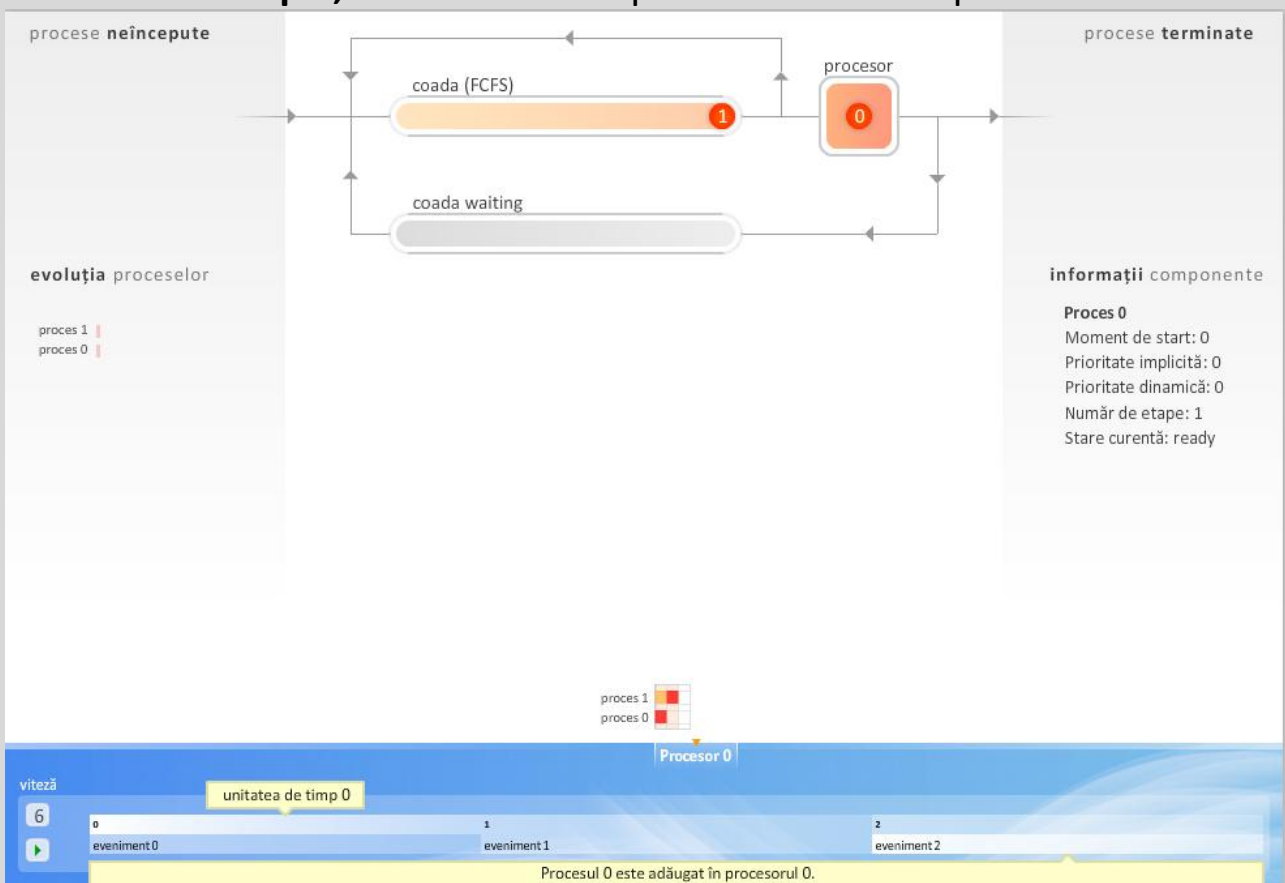 procese neîncepute
procese terminate
procesor
coada (FCFS)
1
0
coada waiting
evoluția proceselor
informații componente
proces 1
proces 0
Proces 0
Moment de start: 0
Prioritate implicită: 0
Prioritate dinamică: 0
Număr de etape: 1
Stare curentă: ready
proces 1
proces 0
Procesor 0
viteză
unitatea de timp 0
6
0
1
2
eveniment 0
eveniment 1
eveniment 2
Procesul 0 este adăugat în procesorul 0.